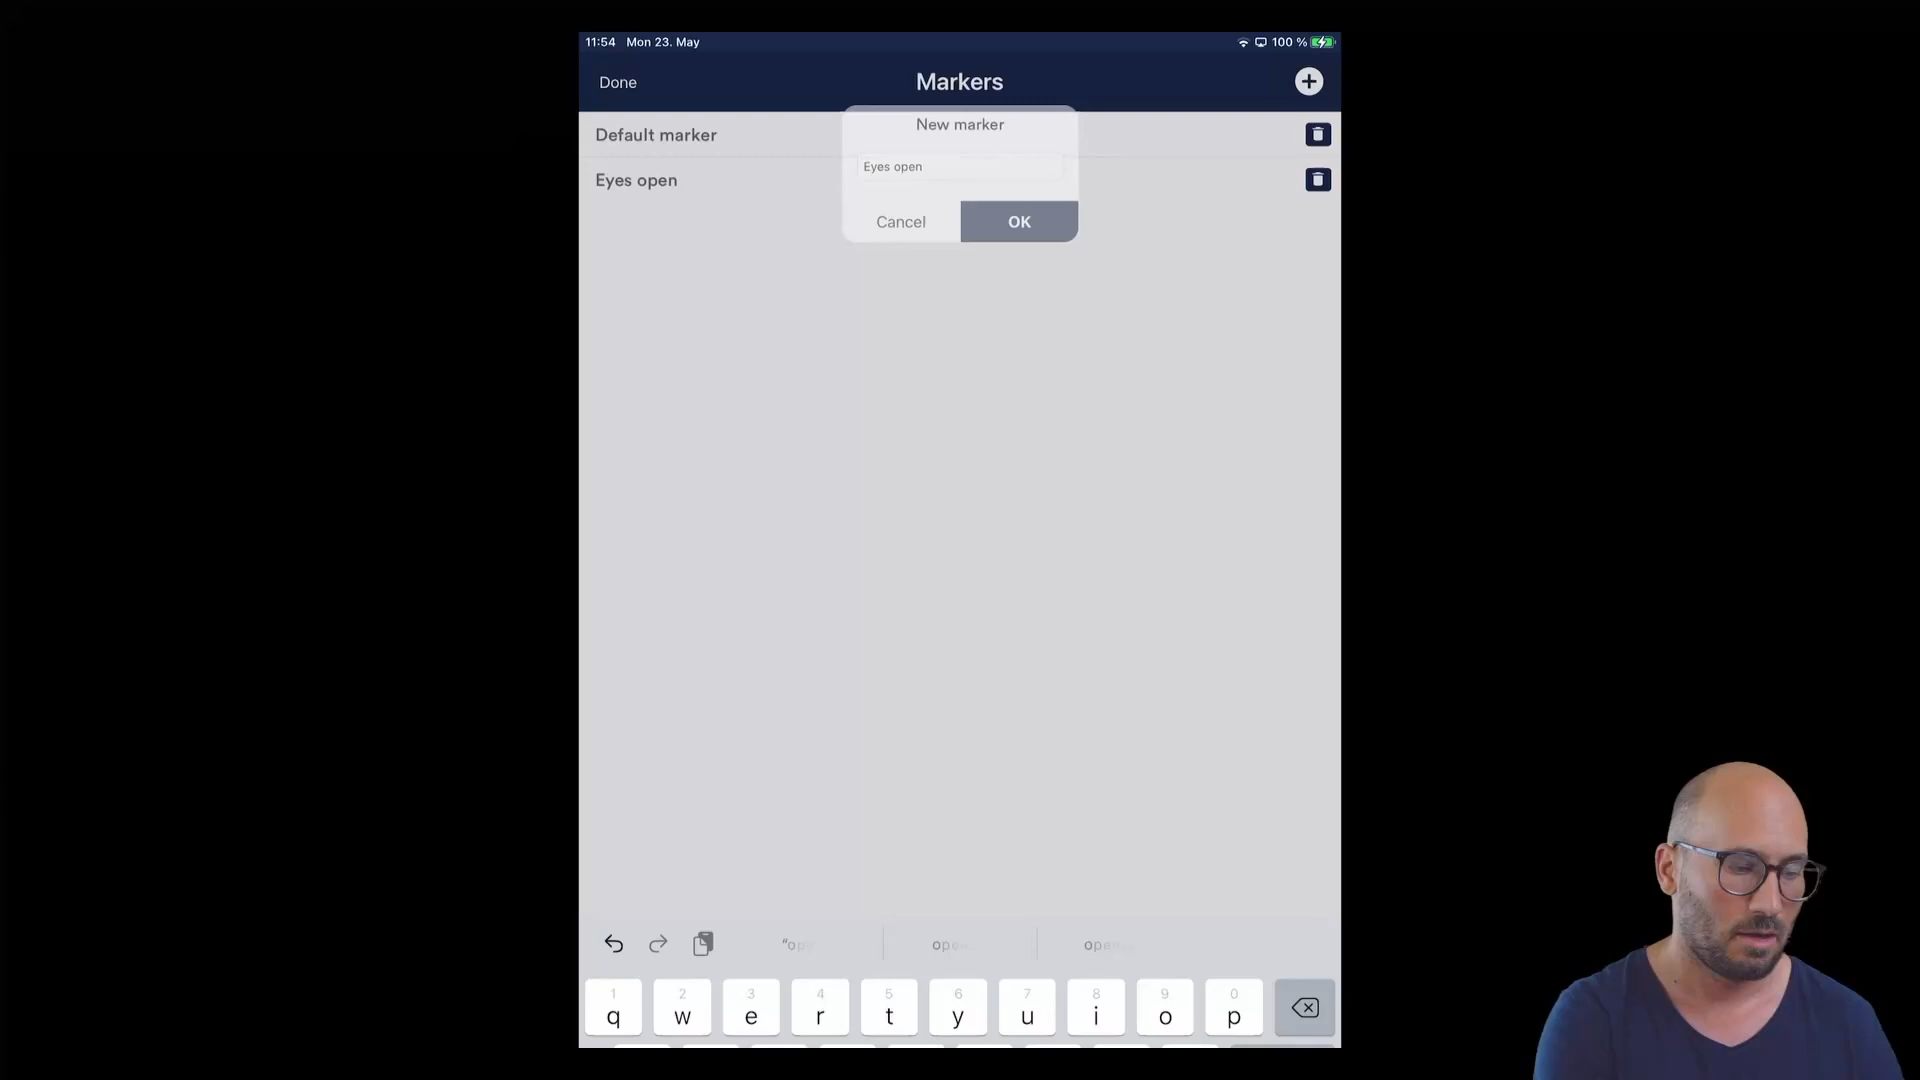 11:54 Mon 23. May 100 %
Done Markers
New marker
Default marker
Eyes open
Eyes open
Cancel OK
1 2 3 4 5 6 7 8 9 0
q w e r t y u i o p